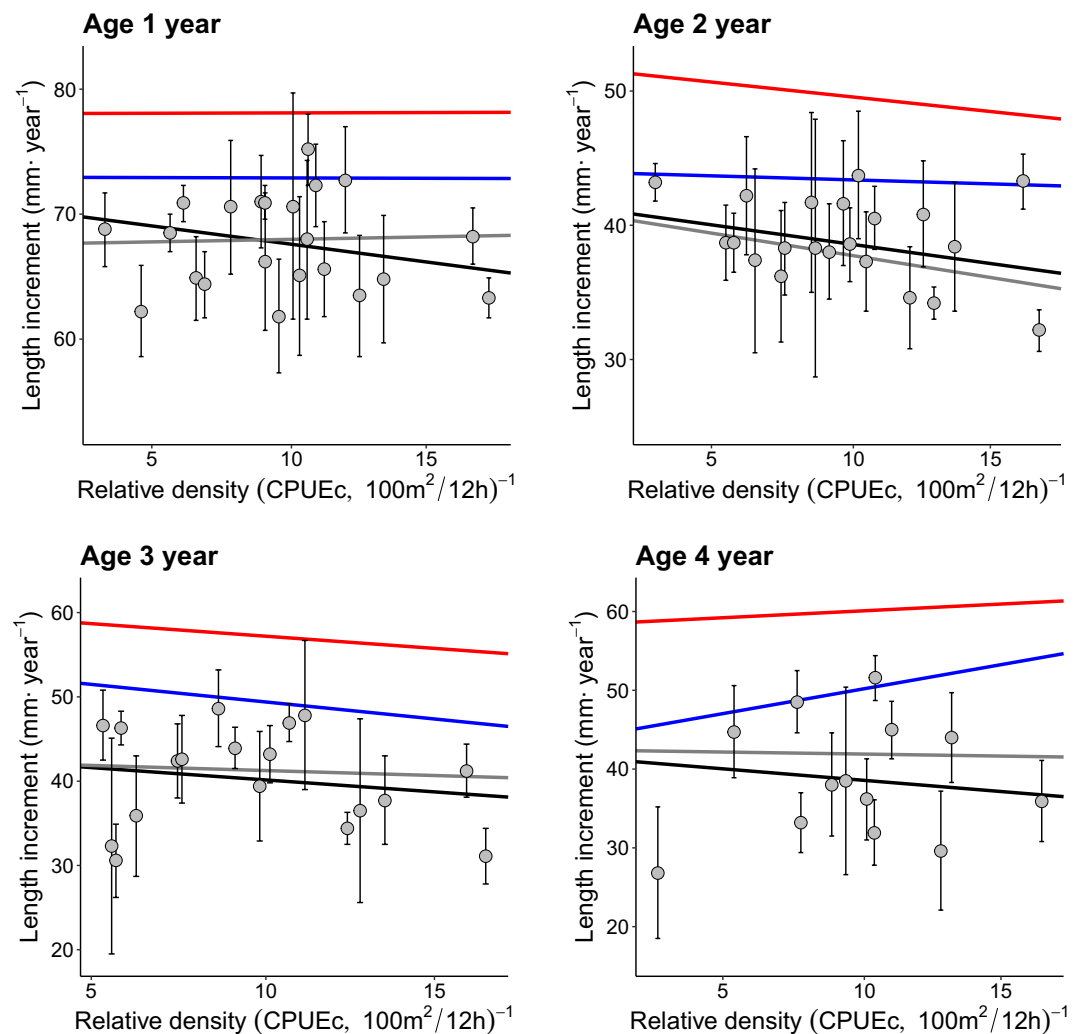 Age 1 year
Length increment (mm· year⁻¹)
80
70
60
5 10 15
Relative density (CPUEc, 100m²/12h)⁻¹
Age 2 year
Length increment (mm· year⁻¹)
50
40
30
5 10 15
Relative density (CPUEc, 100m²/12h)⁻¹
Age 3 year
Length increment (mm· year⁻¹)
60
50
40
30
20
5 10 15
Relative density (CPUEc, 100m²/12h)⁻¹
Age 4 year
Length increment (mm· year⁻¹)
60
50
40
30
20
5 10 15
Relative density (CPUEc, 100m²/12h)⁻¹